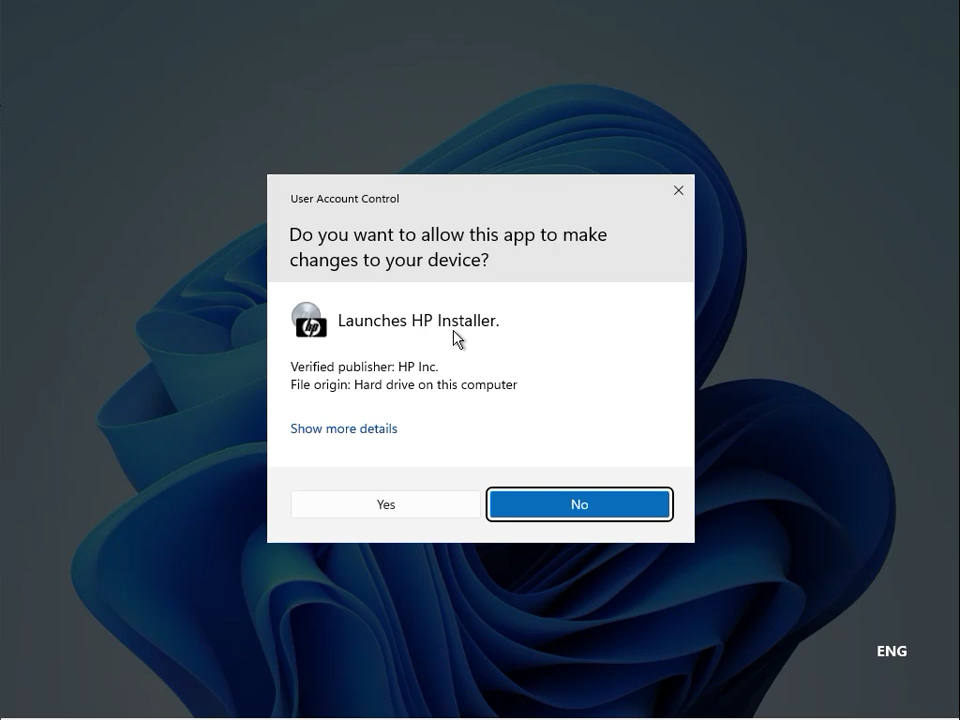 User Account Control
Do you want to allow this app to make
changes to your device?
hp
Launches HP Installer.
Verified publisher: HP Inc.
File origin: Hard drive on this computer
Show more details
Yes
No
ENG